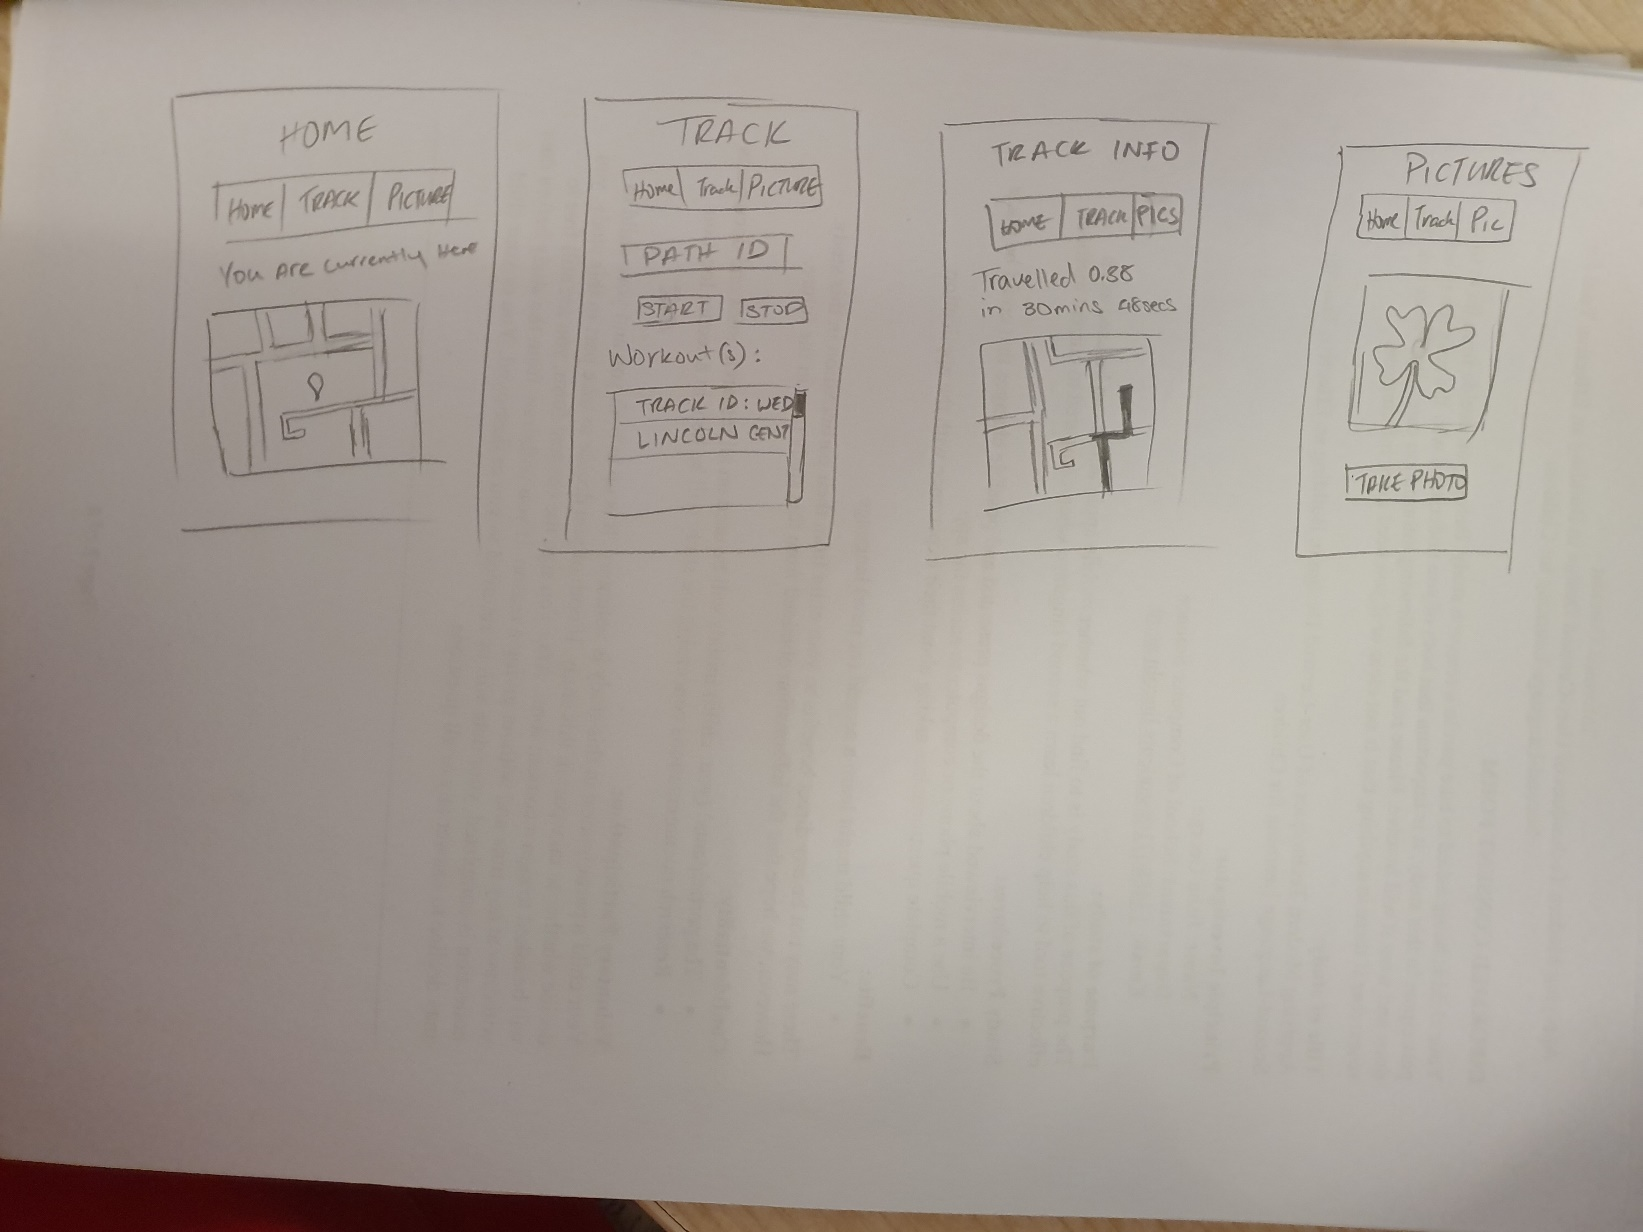 HOME
Home TRACK PICTURE
You Are Currently Here
TRACK
Home Track PICTURE
PATH ID
START STOP
Workout(s):
TRACK ID: WED
LINCOLN CENT
TRACK INFO
HOME TRACK PICS
Travelled 0.38
in 30mins 48secs
PICTURES
Home Track Pic
TAKE PHOTO